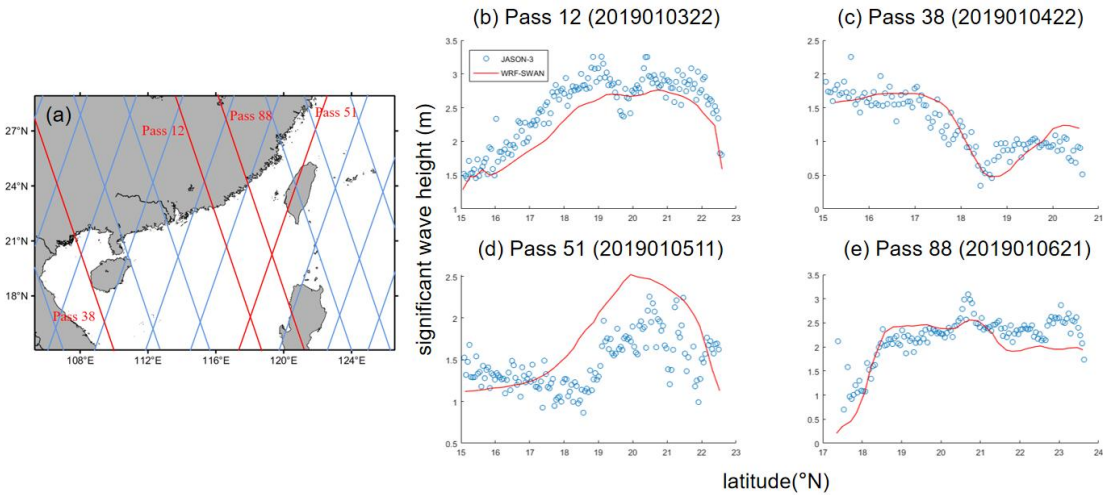 (a)
Pass 12
Pass 88
Pass 51
Pass 38
27°N
24°N
21°N
18°N
108°E
112°E
116°E
120°E
124°E
significant wave height (m)
latitude(°N)
(b) Pass 12 (2019010322)
JASON-3
WRF-SWAN
3.5
3
2.5
2
1.5
1
15 16 17 18 19 20 21 22 23
(c) Pass 38 (2019010422)
2.5
2
1.5
1
0.5
0
15 16 17 18 19 20 21
(d) Pass 51 (2019010511)
2.5
2
1.5
1
0.5
15 16 17 18 19 20 21 22 23
(e) Pass 88 (2019010621)
3.5
3
2.5
2
1.5
1
0.5
0
17 18 19 20 21 22 23 24